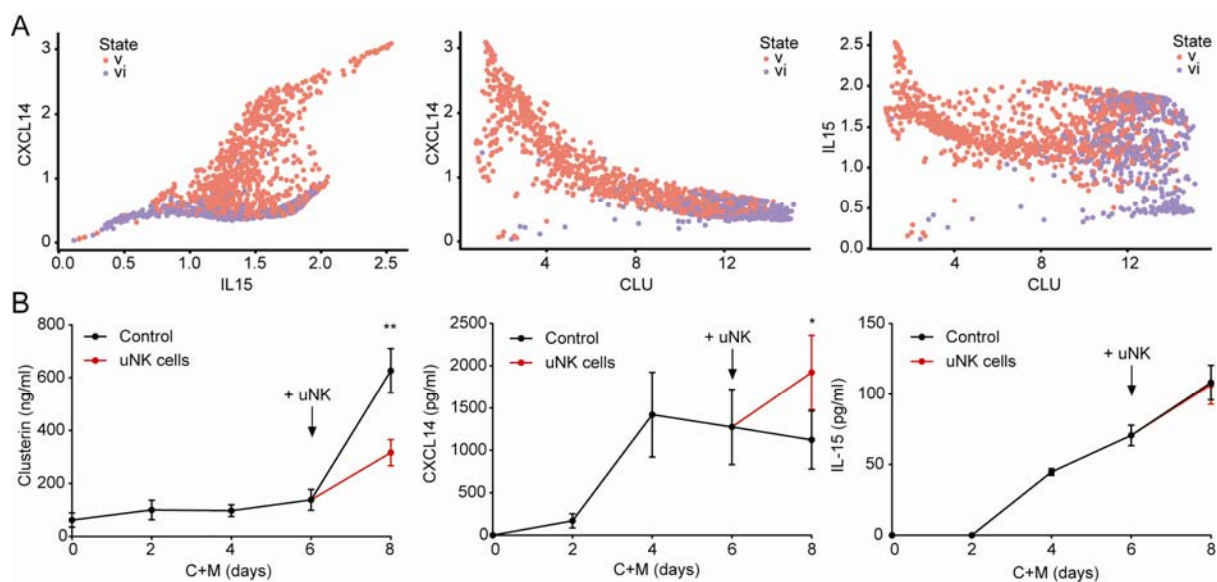 A
CXCL14
3
2
1
0
0.0 0.5 1.0 1.5 2.0 2.5
IL15
State
v
vi
CXCL14
3
2
1
0
4 8 12
CLU
State
v
vi
IL15
2.5
2.0
1.5
1.0
0.5
0.0
4 8 12
CLU
State
v
vi
B
Clusterin (ng/ml)
800
600
400
200
0
0 2 4 6 8
C+M (days)
Control
uNK cells
+ uNK
**
CXCL14 (pg/ml)
2500
2000
1500
1000
500
0
0 2 4 6 8
C+M (days)
Control
uNK cells
+ uNK
*
IL-15 (pg/ml)
150
100
50
0
0 2 4 6 8
C+M (days)
Control
uNK cells
+ uNK